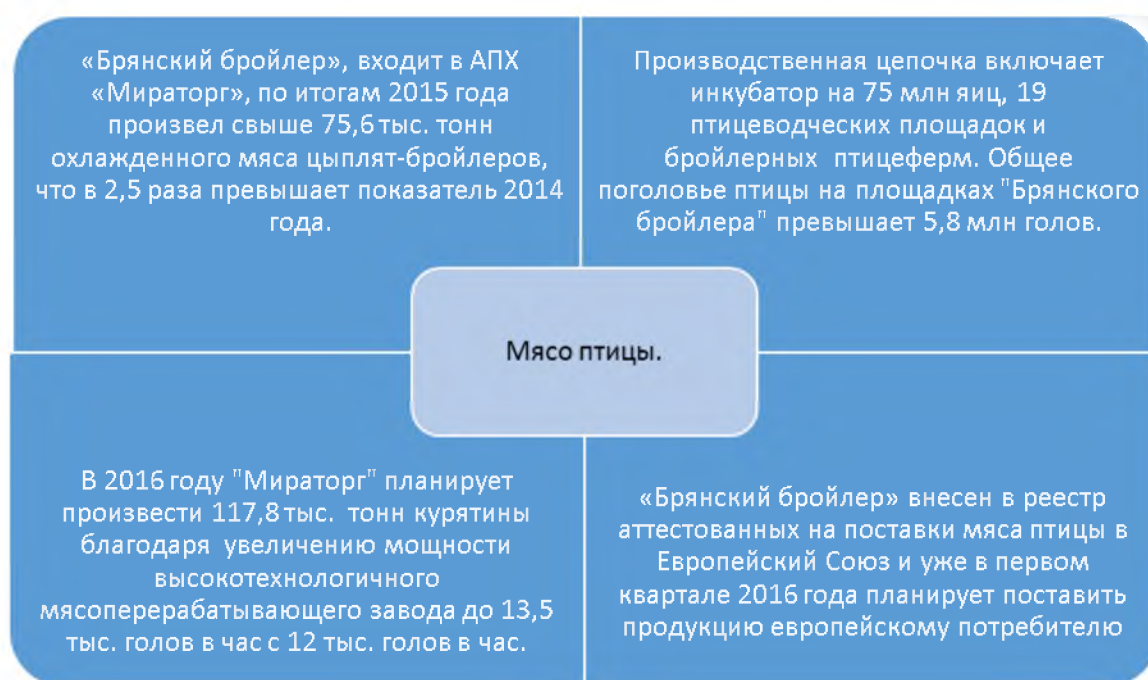 «Брянский бройлер», входит в АПХ
«Мираторг», по итогам 2015 года
произвел свыше 75,6 тыс. тонн
охлажденного мяса цыплят-бройлеров,
что в 2,5 раза превышает показатель 2014
года.
Производственная цепочка включает
инкубатор на 75 млн яиц, 19
птицеводческих площадок и
бройлерных птицеферм. Общее
поголовье птицы на площадках "Брянского
бройлера" превышает 5,8 млн голов.
Мясо птицы.
В 2016 году "Мираторг" планирует
произвести 117,8 тыс. тонн курятины
благодаря увеличению мощности
высокотехнологичного
мясоперерабатывающего завода до 13,5
тыс. голов в час с 12 тыс. голов в час.
«Брянский бройлер» внесен в реестр
аттестованных на поставки мяса птицы в
Европейский Союз и уже в первом
квартале 2016 года планирует поставить
продукцию европейскому потребителю